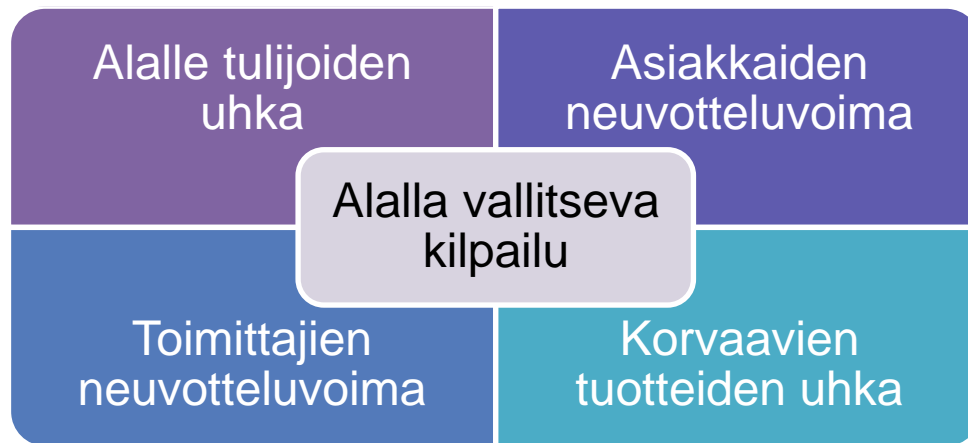 Alalle tulijoiden
uhka
Asiakkaiden
neuvotteluvoima
Alalla vallitseva
kilpailu
Toimittajien
neuvotteluvoima
Korvaavien
tuotteiden uhka